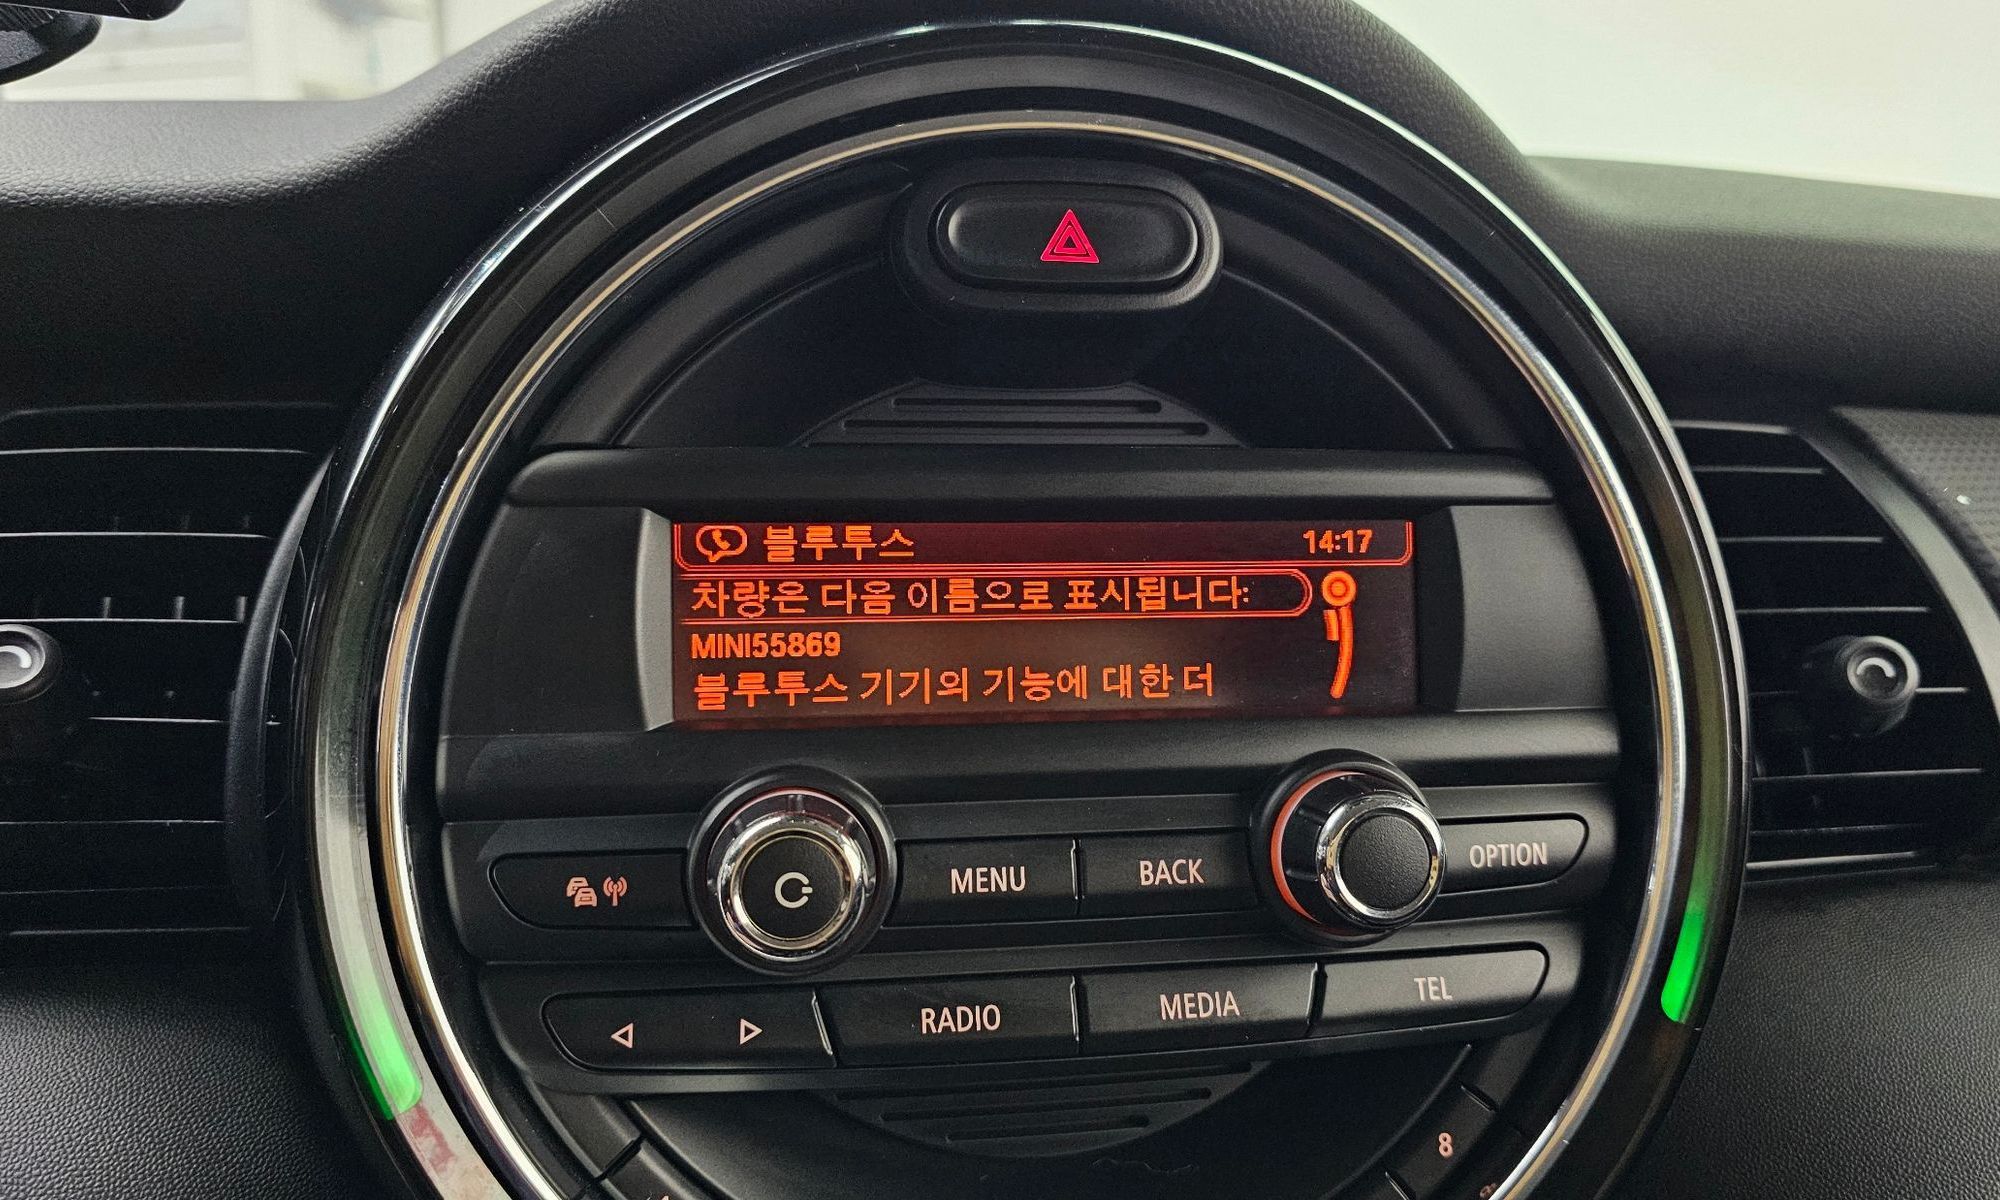 블루투스 14:17
차량은 다음 이름으로 표시됩니다:
MINI55869
블루투스 기기의 기능에 대한 더
MENU BACK OPTION
RADIO MEDIA TEL
8